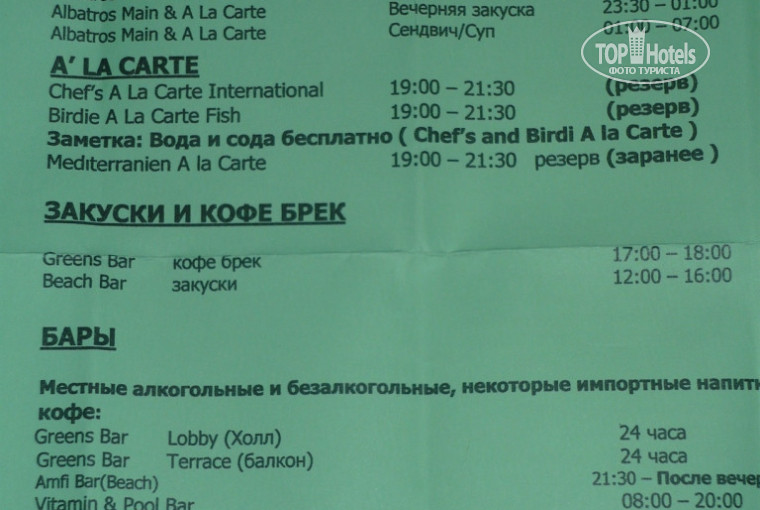 Albatros Main & A La Carte Вечерняя закуска 23:30 – 01:00
Albatros Main & A La Carte Сендвич/Суп 01:00 – 07:00
TOP Hotels
ФОТО ТУРИСТА
A' LA CARTE
Chef's A La Carte International 19:00 – 21:30 (резерв)
Birdie A La Carte Fish 19:00 – 21:30 (резерв)
Заметка: Вода и сода бесплатно ( Chef's and Birdi A la Carte )
Mediterranien A la Carte 19:00 – 21:30 резерв (заранее )
ЗАКУСКИ И КОФЕ БРЕК
Greens Bar кофе брек 17:00 – 18:00
Beach Bar закуски 12:00 – 16:00
БАРЫ
Местные алкогольные и безалкогольные, некоторые импортные напитк
кофе:
Greens Bar Lobby (Холл) 24 часа
Greens Bar Terrace (балкон) 24 часа
Amfi Bar(Beach) 21:30 – После вечер
Vitamin & Pool Bar 08:00 – 20:00